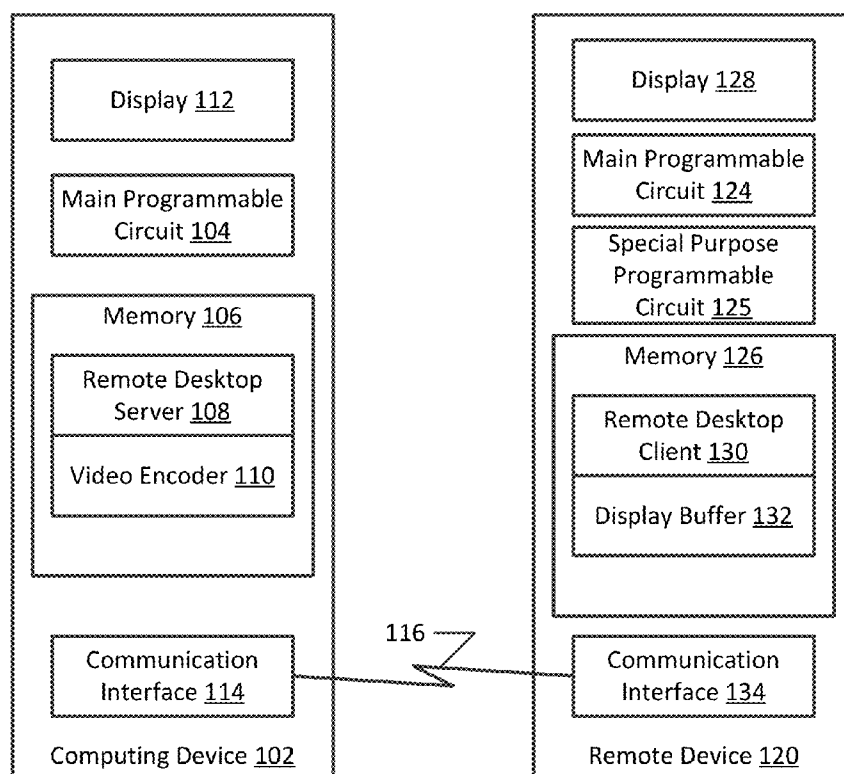 Display 112
Main Programmable
Circuit 104
Memory 106
Remote Desktop
Server 108
Video Encoder 110
Communication
Interface 114
Computing Device 102
116
Display 128
Main Programmable
Circuit 124
Special Purpose
Programmable
Circuit 125
Memory 126
Remote Desktop
Client 130
Display Buffer 132
Communication
Interface 134
Remote Device 120